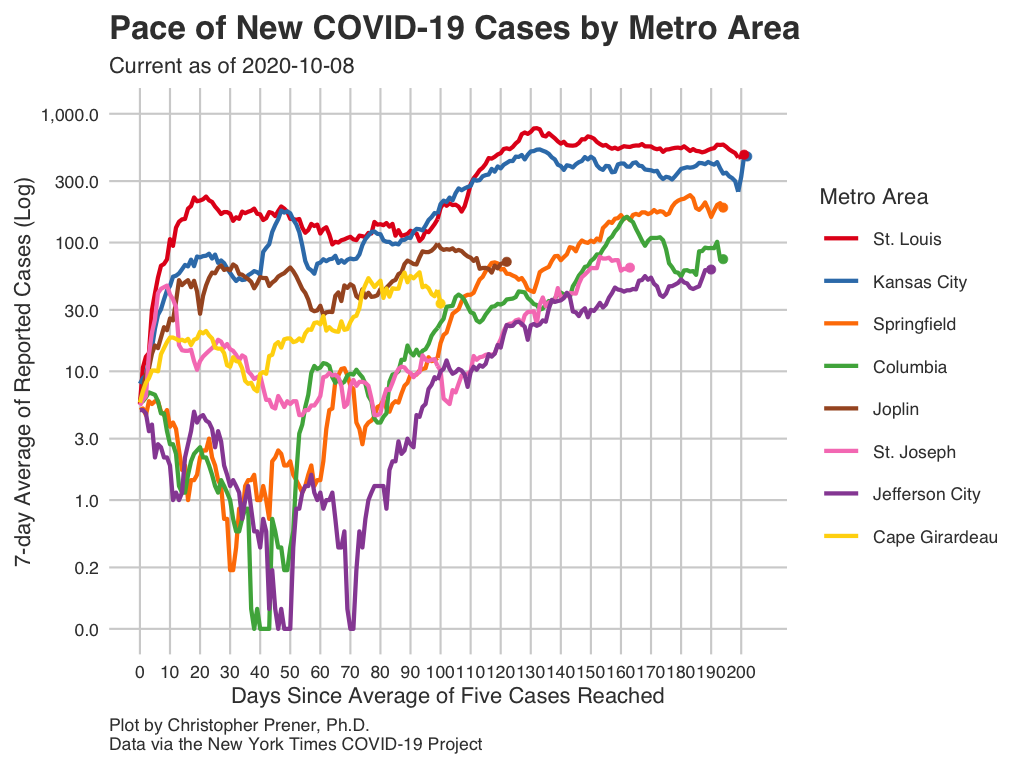 Pace of New COVID-19 Cases by Metro Area
Current as of 2020-10-08
7-day Average of Reported Cases (Log)
1,000.0
300.0
100.0
30.0
10.0
3.0
1.0
0.2
0.0
0 10 20 30 40 50 60 70 80 90 100 110 120 130 140 150 160 170 180 190 200
Days Since Average of Five Cases Reached
Metro Area
St. Louis
Kansas City
Springfield
Columbia
Joplin
St. Joseph
Jefferson City
Cape Girardeau
Plot by Christopher Prener, Ph.D.
Data via the New York Times COVID-19 Project